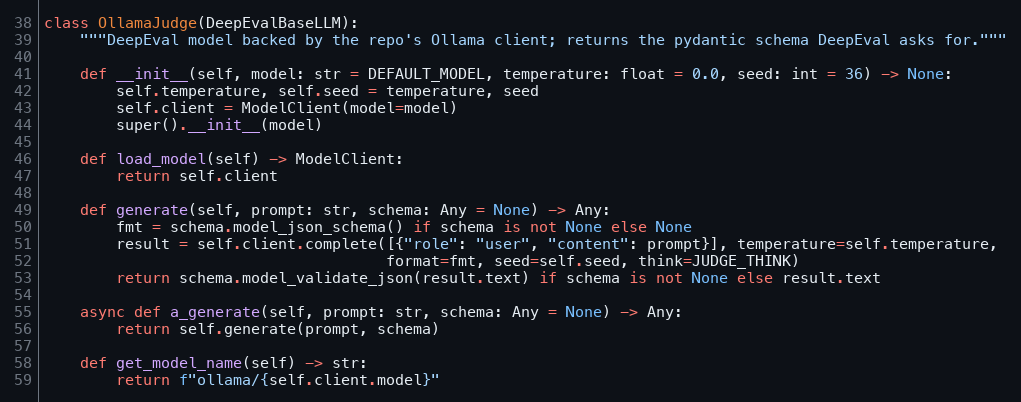 38 class OllamaJudge(DeepEvalBaseLLM):
39     """DeepEval model backed by the repo's Ollama client; returns the pydantic schema DeepEval asks for."""
40
41     def __init__(self, model: str = DEFAULT_MODEL, temperature: float = 0.0, seed: int = 36) -> None:
42         self.temperature, self.seed = temperature, seed
43         self.client = ModelClient(model=model)
44         super().__init__(model)
45
46     def load_model(self) -> ModelClient:
47         return self.client
48
49     def generate(self, prompt: str, schema: Any = None) -> Any:
50         fmt = schema.model_json_schema() if schema is not None else None
51         result = self.client.complete([{"role": "user", "content": prompt}], temperature=self.temperature,
52                                       format=fmt, seed=self.seed, think=JUDGE_THINK)
53         return schema.model_validate_json(result.text) if schema is not None else result.text
54
55     async def a_generate(self, prompt: str, schema: Any = None) -> Any:
56         return self.generate(prompt, schema)
57
58     def get_model_name(self) -> str:
59         return f"ollama/{self.client.model}"